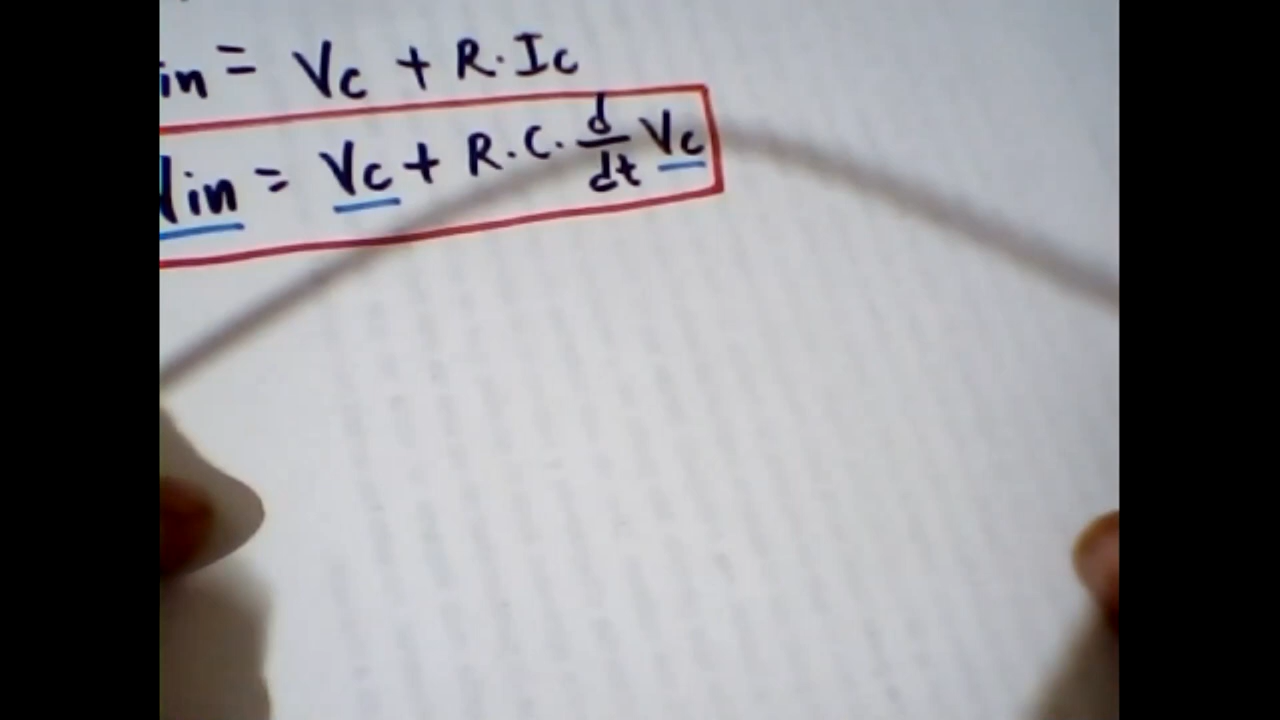 in = Vc + R.Ic
Vin = Vc + R.C. d/dt Vc